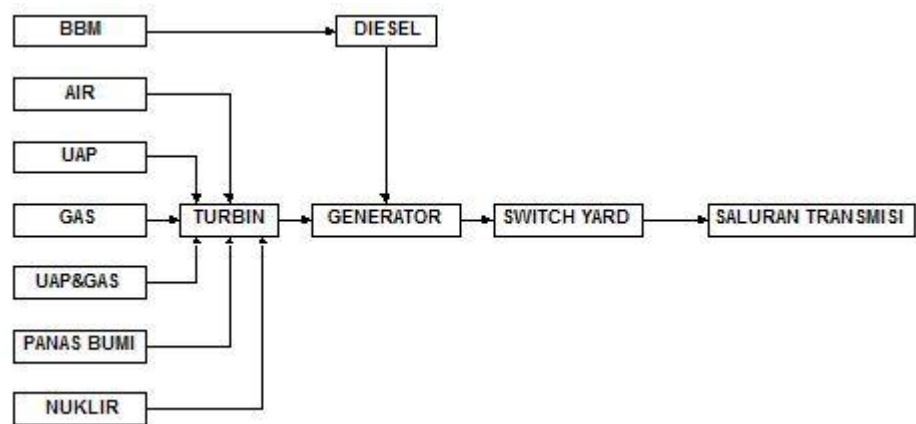 BBM
DIESEL
AIR
UAP
GAS
TURBIN
GENERATOR
SWITCH YARD
SALURAN TRANSMISI
UAP&GAS
PANAS BUMI
NUKLIR